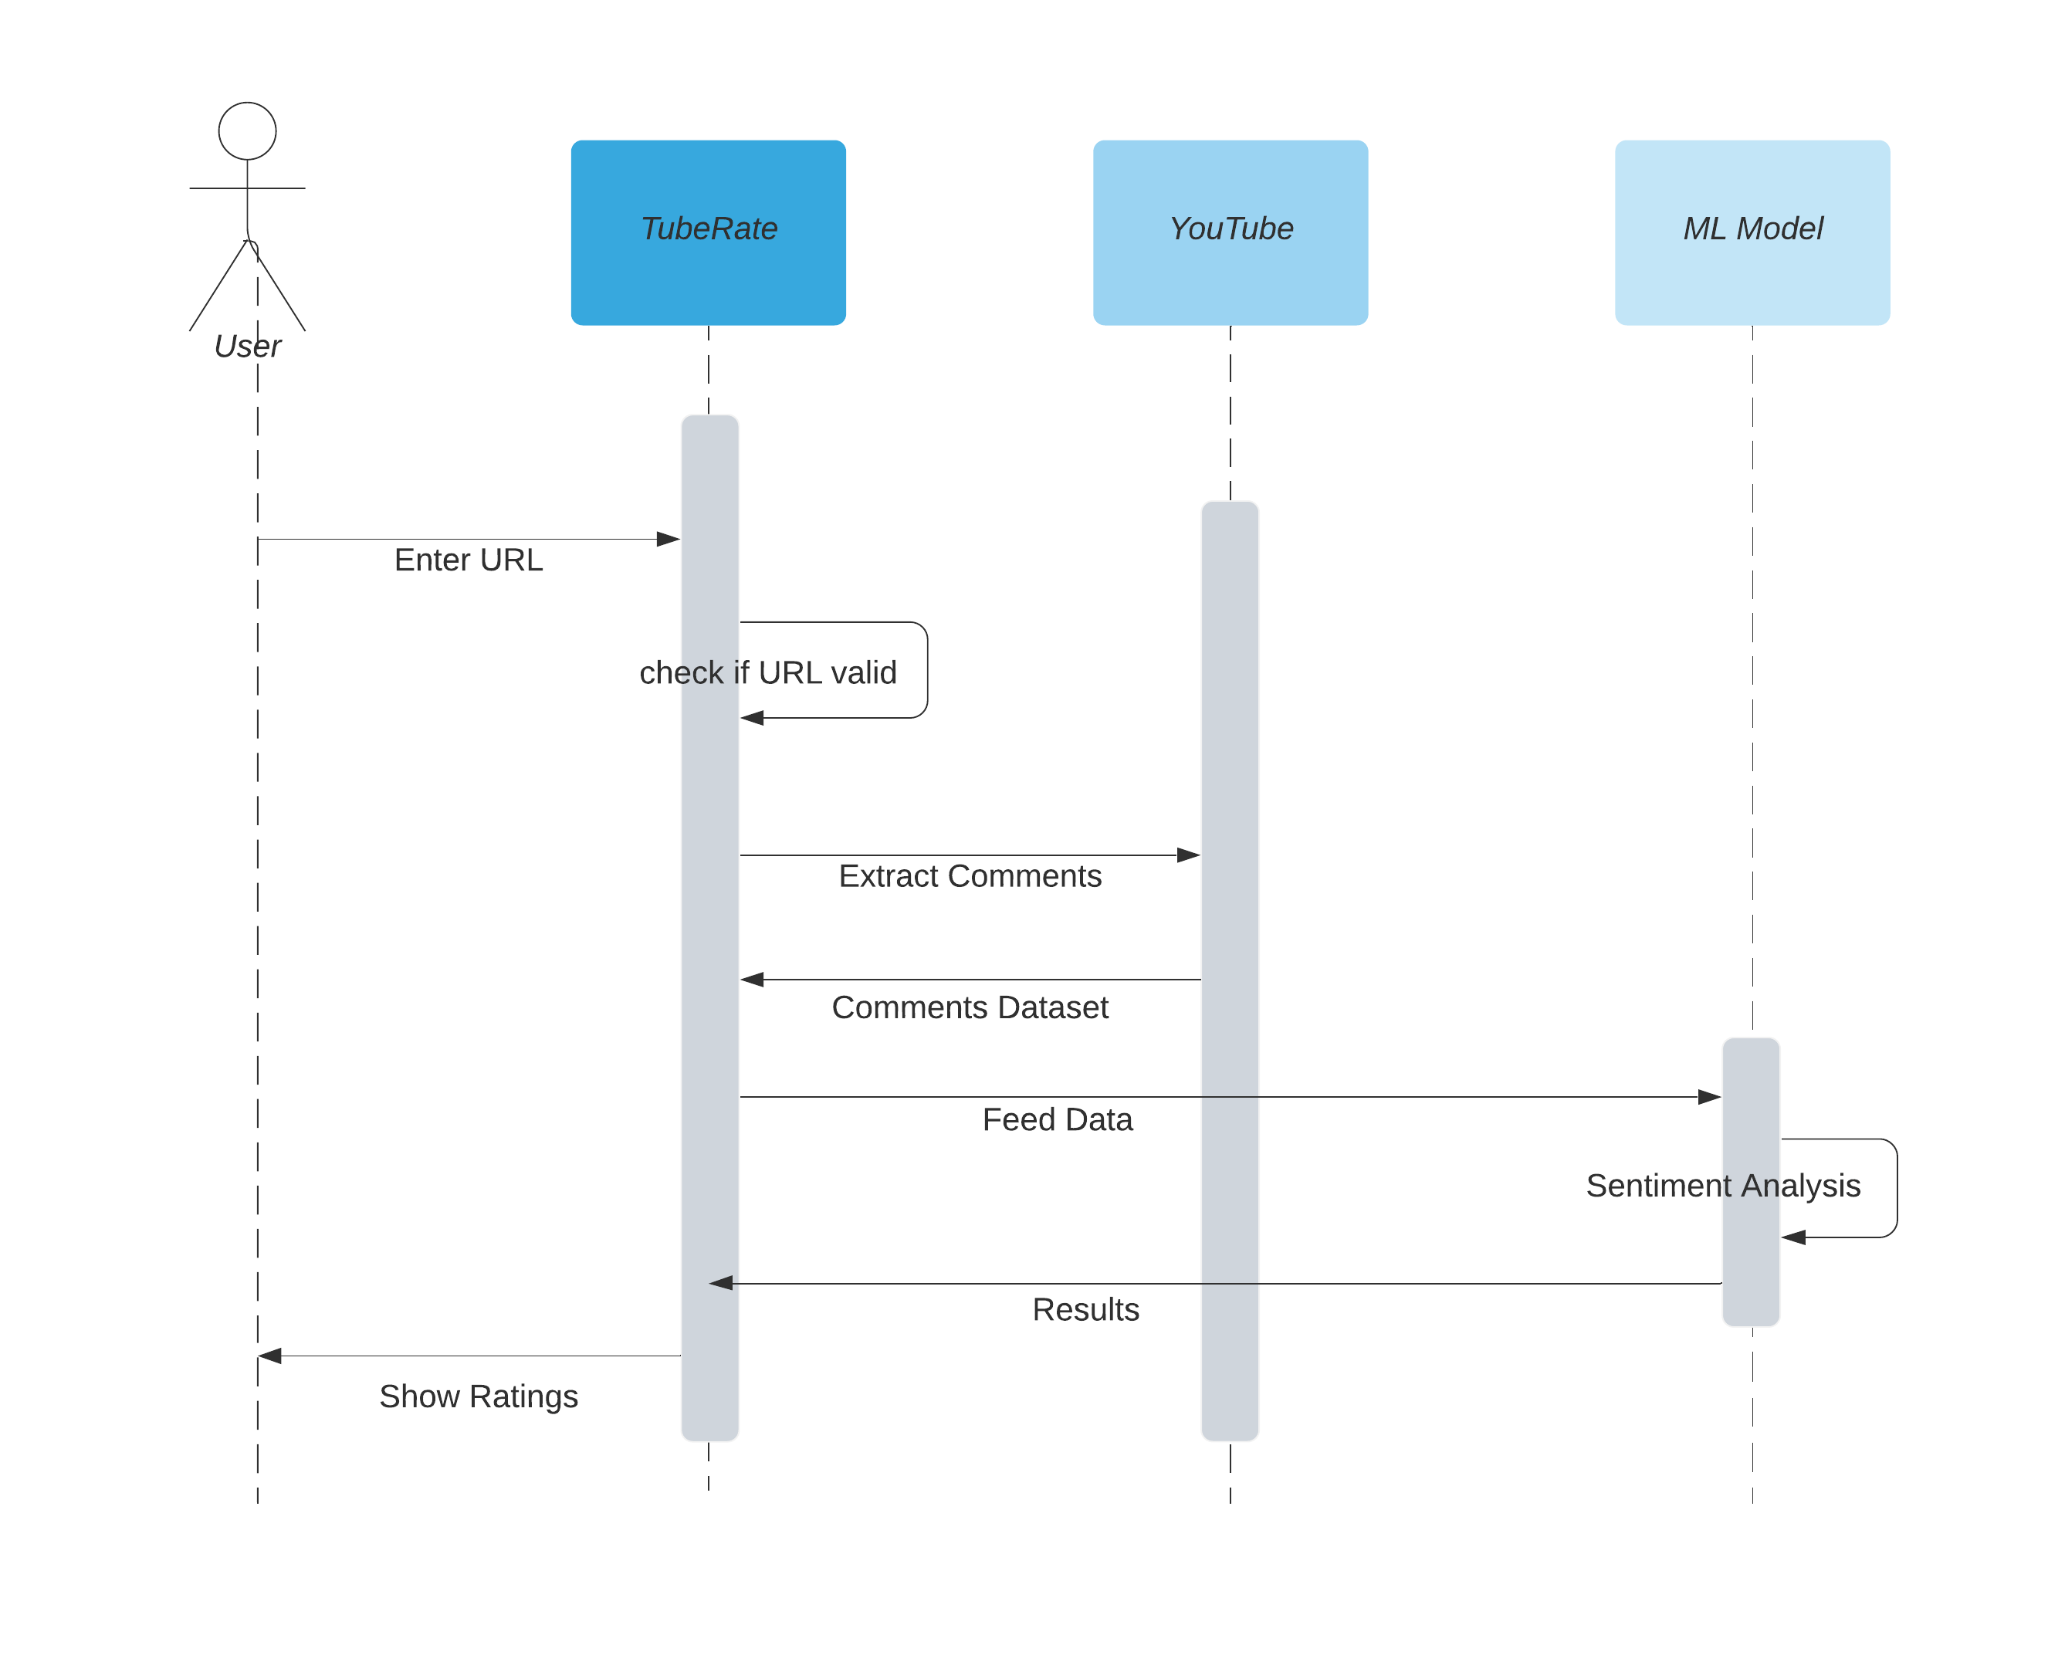 TubeRate
YouTube
ML Model
User
Enter URL
check if URL valid
Extract Comments
Comments Dataset
Feed Data
Sentiment Analysis
Results
Show Ratings